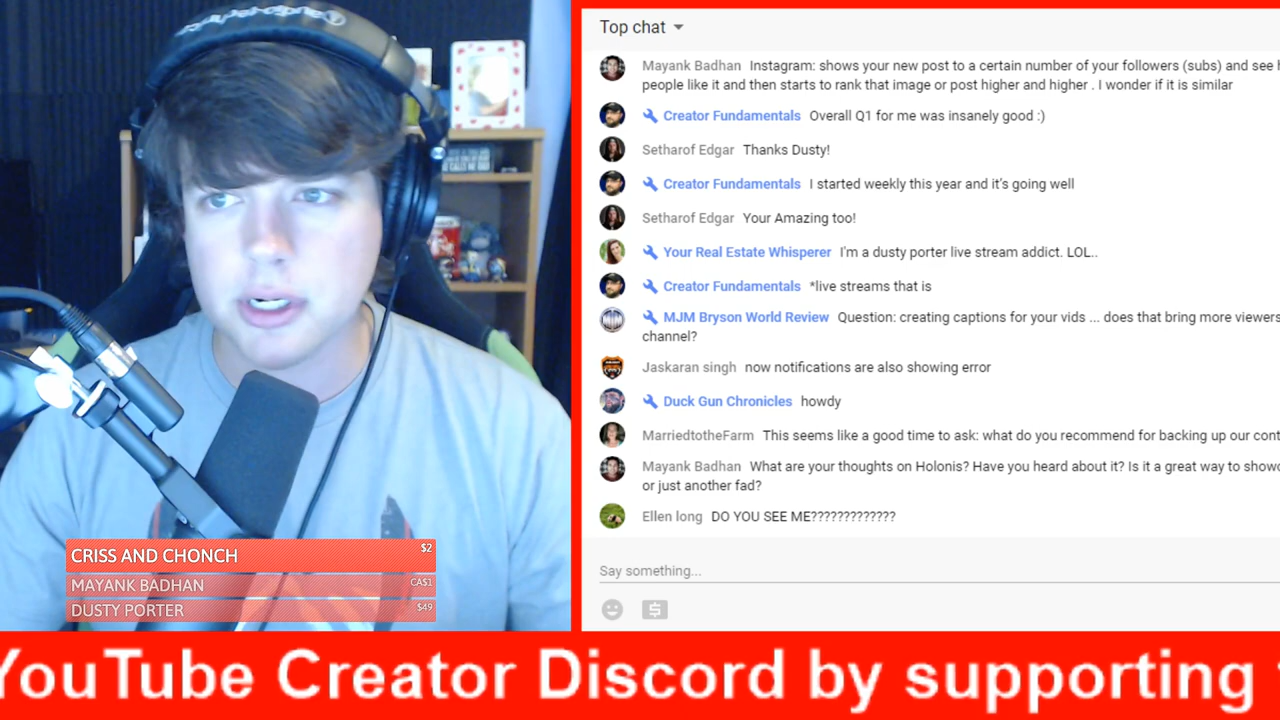 audio-technica
Top chat
Mayank Badhan Instagram: shows your new post to a certain number of your followers (subs) and see
people like it and then starts to rank that image or post higher and higher . I wonder if it is similar
Creator Fundamentals Overall Q1 for me was insanely good :)
Setharof Edgar Thanks Dusty!
Creator Fundamentals I started weekly this year and it's going well
Setharof Edgar Your Amazing too!
Your Real Estate Whisperer I'm a dusty porter live stream addict. LOL..
Creator Fundamentals *live streams that is
MJM Bryson World Review Question: creating captions for your vids ... does that bring more viewers
channel?
Jaskaran singh now notifications are also showing error
Duck Gun Chronicles howdy
MarriedtotheFarm This seems like a good time to ask: what do you recommend for backing up our cont
Mayank Badhan What are your thoughts on Holonis? Have you heard about it? Is it a great way to show
or just another fad?
Ellen long DO YOU SEE ME?????????????
Say something...
CRISS AND CHONCH $2
MAYANK BADHAN CA$1
DUSTY PORTER $49
YouTube Creator Discord by supporting